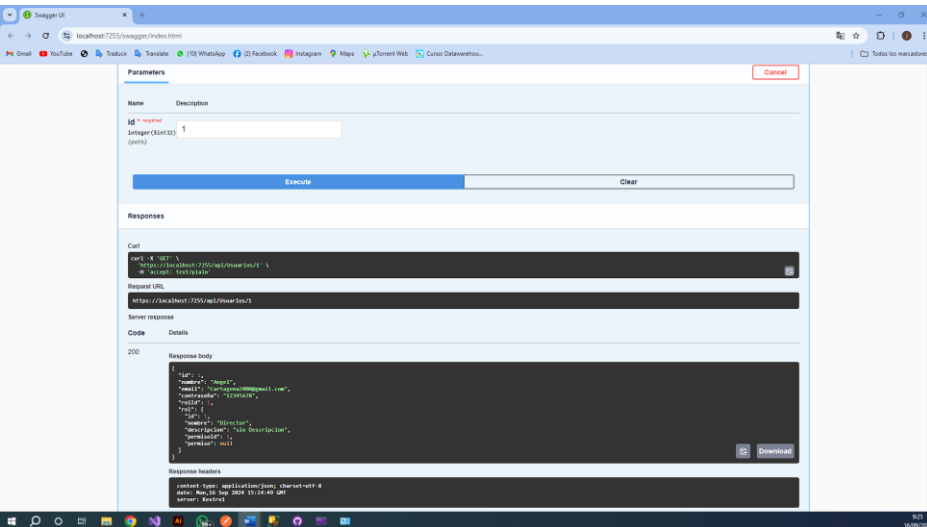 Swagger UI
localhost:7255/swagger/index.html
Gmail YouTube Traducir Translate (10) WhatsApp (2) Facebook Instagram Maps µTorrent Web Curso: Datawarehou... Todos los marcadores
Parameters Cancel
Name Description
id * required
integer($int32) 1
(path)
Execute Clear
Responses
Curl
curl -X 'GET' \
'https://localhost:7255/api/Usuarios/1' \
-H 'accept: text/plain'
Request URL
https://localhost:7255/api/Usuarios/1
Server response
Code Details
200 Response body
{
"id": 1,
"nombre": "Angel",
"email": "Cartagena2000@gmail.com",
"contraseña": "12345678",
"rolId": 1,
"rol": {
"id": 1,
"nombre": "Director",
"descripcion": "sin Descripcion",
"permisoId": 1,
"permiso": null
}
}
Download
Response headers
content-type: application/json; charset=utf-8
date: Mon,16 Sep 2024 15:24:49 GMT
server: Kestrel
9:25